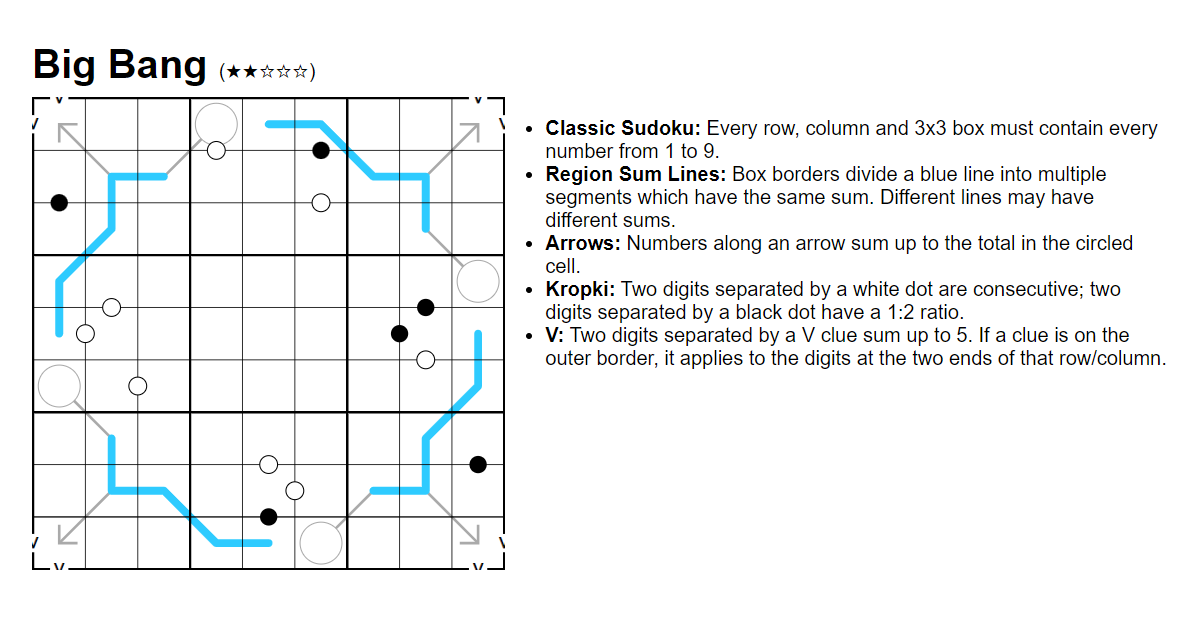 Big Bang (★★☆☆☆)
V V
V V
• Classic Sudoku: Every row, column and 3x3 box must contain every
number from 1 to 9.
• Region Sum Lines: Box borders divide a blue line into multiple
segments which have the same sum. Different lines may have
different sums.
• Arrows: Numbers along an arrow sum up to the total in the circled
cell.
• Kropki: Two digits separated by a white dot are consecutive; two
digits separated by a black dot have a 1:2 ratio.
• V: Two digits separated by a V clue sum up to 5. If a clue is on the
outer border, it applies to the digits at the two ends of that row/column.
V V
V V